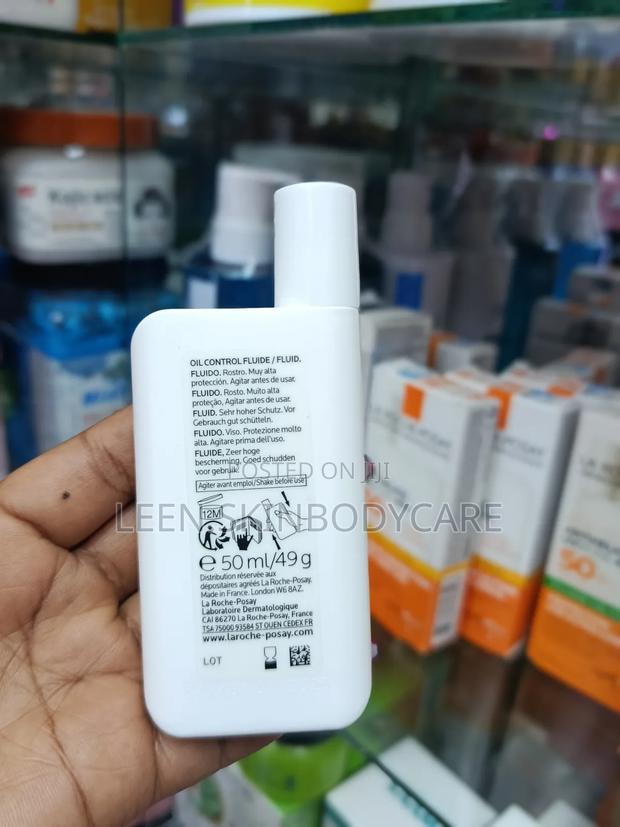 OIL CONTROL FLUIDE / FLUID.
FLUIDO. Rostro. Muy alta
protección. Agitar antes de usar.
FLUIDO. Rosto. Muito alta
proteção. Agitar antes de usar.
FLUID. Sehr hoher Schutz. Vor
Gebrauch gut schütteln.
FLUIDO. Viso. Protezione molto
alta. Agitare prima dell'uso.
FLUIDE, Zeer hoge
bescherming. Goed schudden
voor gebruik.
POSTED ON JIJI
Agiter avant emploi/Shake before use
12M
LEEN SKIN BODYCARE
e 50 ml/49 g
Distribution réservée aux
dépositaires agréés La Roche-Posay.
Made in France. London W6 8AZ.
La Roche-Posay
Laboratoire Dermatologique
CAI 86270 La Roche-Posay, France
TSA 75000 93584 ST OUEN CEDEX FR
www.laroche-posay.com
LOT
50